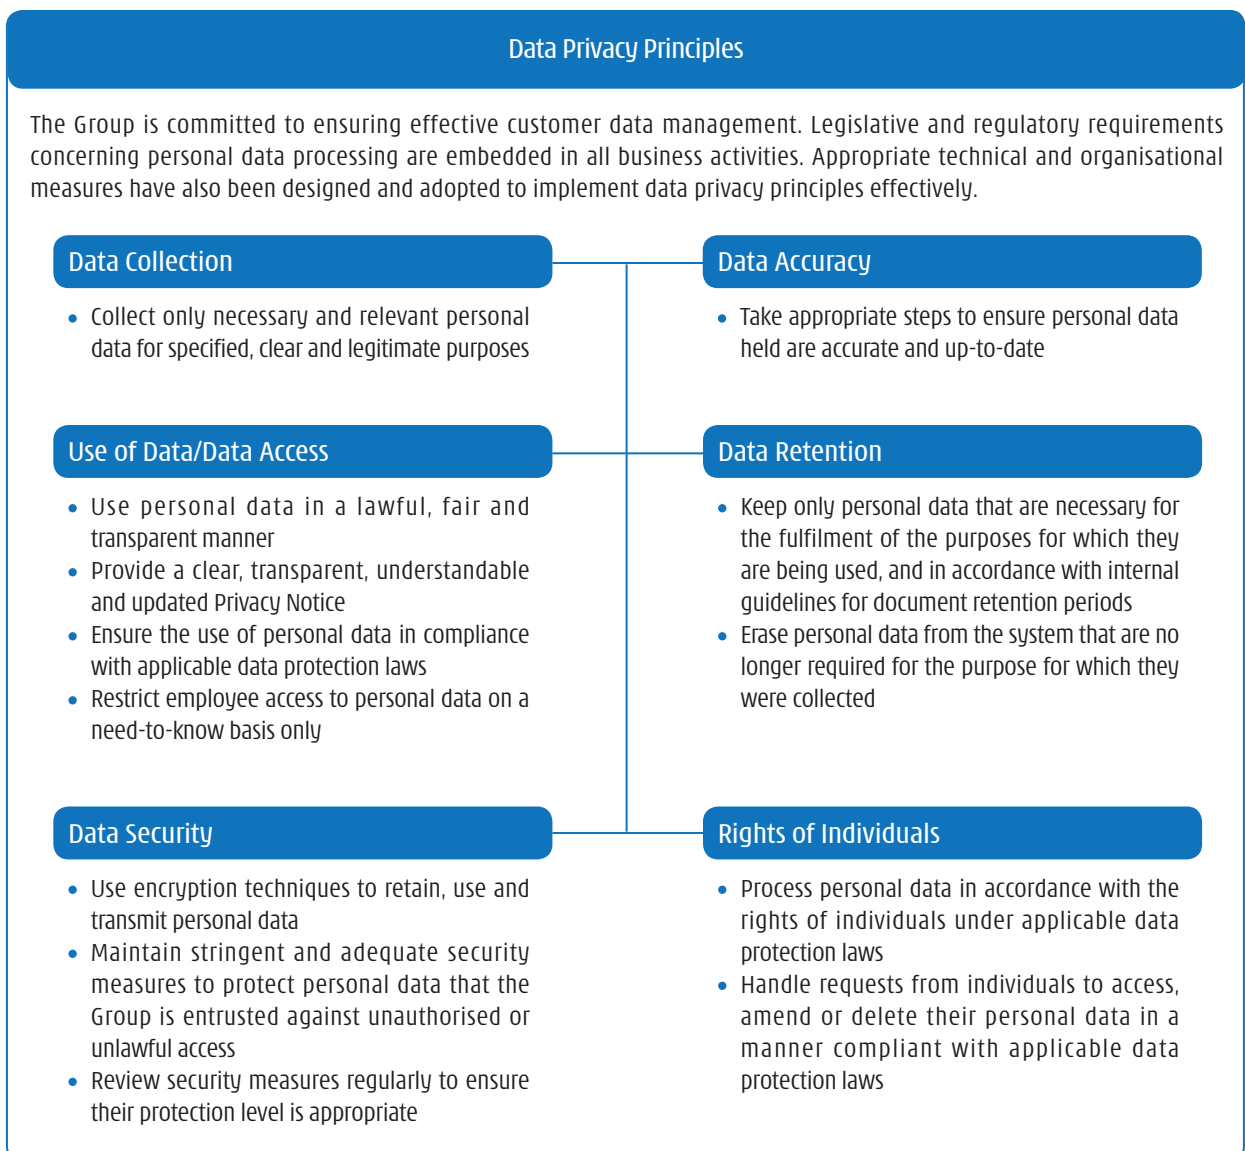 Data Privacy Principles
The Group is committed to ensuring effective customer data management. Legislative and regulatory requirements
concerning personal data processing are embedded in all business activities. Appropriate technical and organisational
measures have also been designed and adopted to implement data privacy principles effectively.
Data Collection
• Collect only necessary and relevant personal
data for specified, clear and legitimate purposes
Data Accuracy
• Take appropriate steps to ensure personal data
held are accurate and up-to-date
Use of Data/Data Access
• Use personal data in a lawful, fair and
transparent manner
• Provide a clear, transparent, understandable
and updated Privacy Notice
• Ensure the use of personal data in compliance
with applicable data protection laws
• Restrict employee access to personal data on a
need-to-know basis only
Data Retention
• Keep only personal data that are necessary for
the fulfilment of the purposes for which they
are being used, and in accordance with internal
guidelines for document retention periods
• Erase personal data from the system that are no
longer required for the purpose for which they
were collected
Data Security
• Use encryption techniques to retain, use and
transmit personal data
• Maintain stringent and adequate security
measures to protect personal data that the
Group is entrusted against unauthorised or
unlawful access
• Review security measures regularly to ensure
their protection level is appropriate
Rights of Individuals
• Process personal data in accordance with the
rights of individuals under applicable data
protection laws
• Handle requests from individuals to access,
amend or delete their personal data in a
manner compliant with applicable data
protection laws